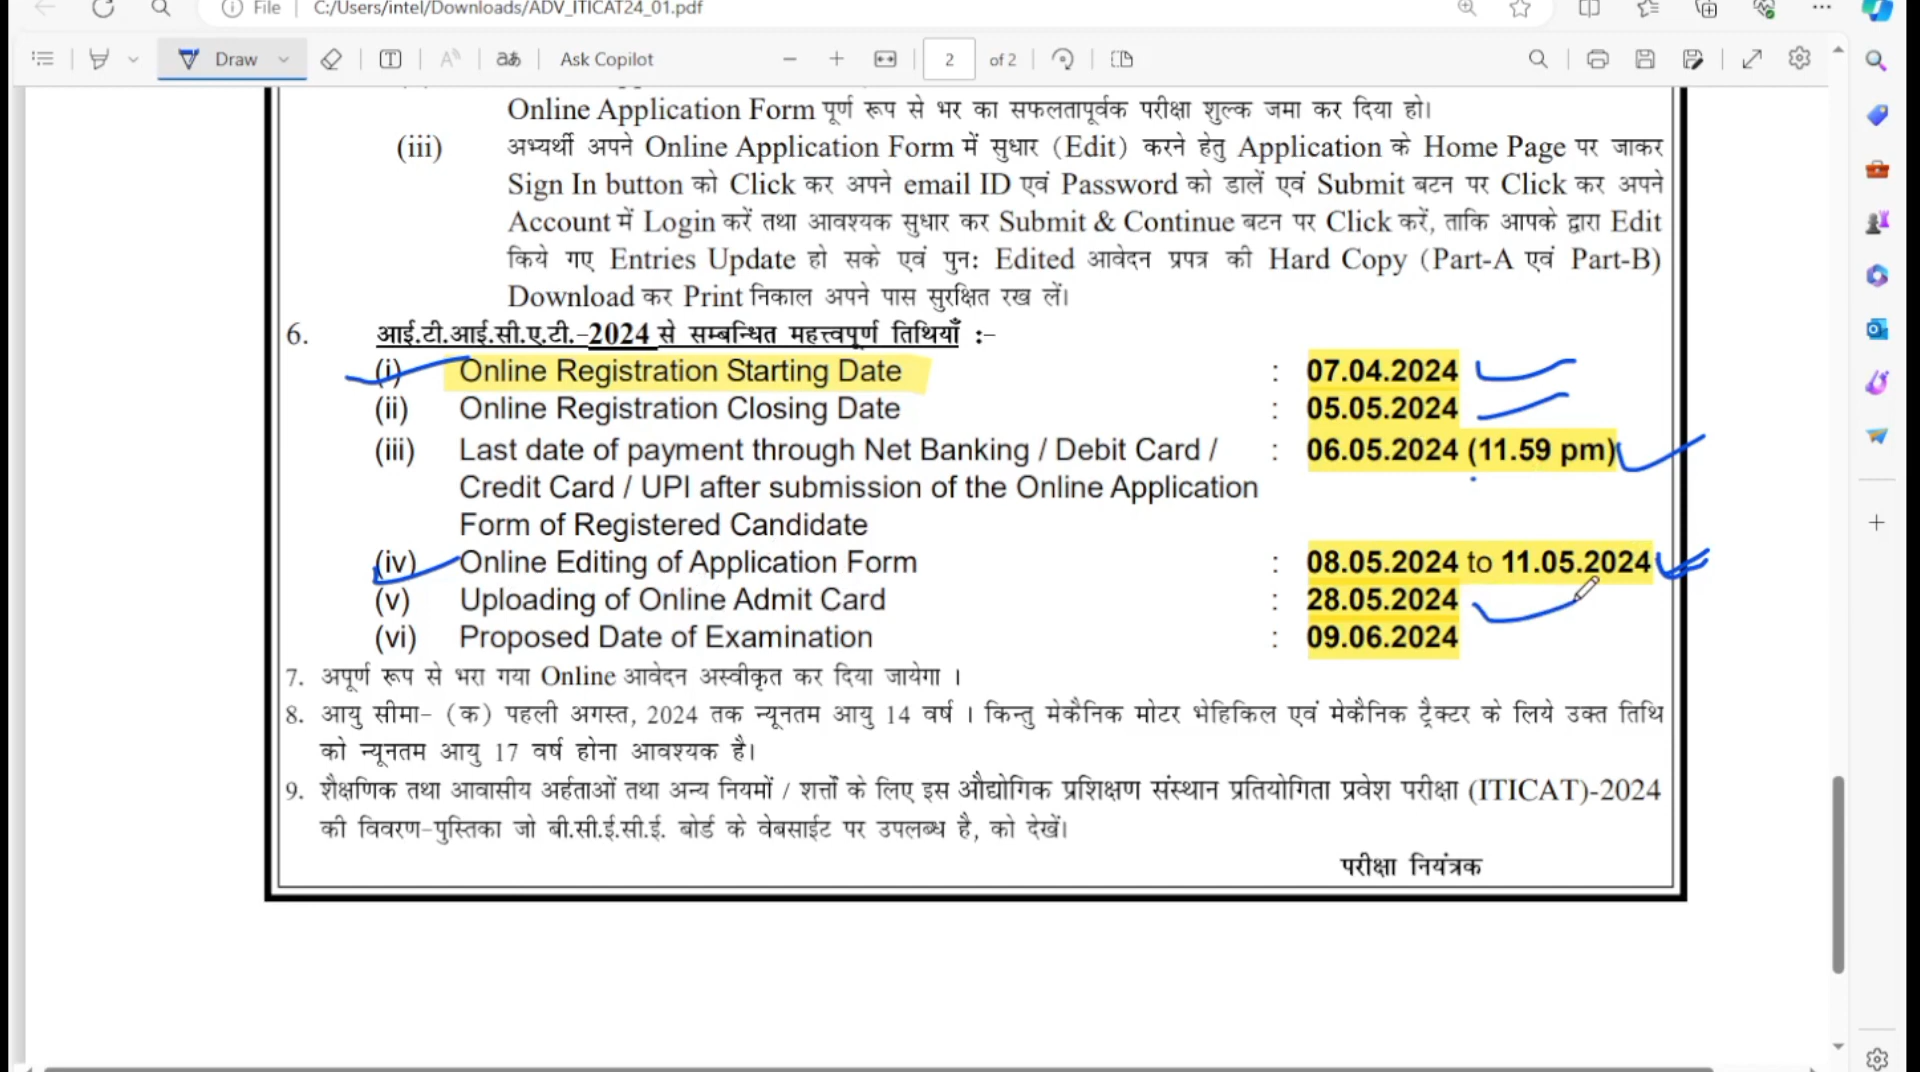 File | C:/Users/intel/Downloads/ADV_ITICAT24_01.pdf
Draw
Ask Copilot
2 of 2
Online Application Form पूर्ण रूप से भर का सफलतापूर्वक परीक्षा शुल्क जमा कर दिया हो।
(iii) अभ्यर्थी अपने Online Application Form में सुधार (Edit) करने हेतु Application के Home Page पर जाकर
Sign In button को Click कर अपने email ID एवं Password को डालें एवं Submit बटन पर Click कर अपने
Account में Login करें तथा आवश्यक सुधार कर Submit & Continue बटन पर Click करें, ताकि आपके द्वारा Edit
किये गए Entries Update हो सके एवं पुनः Edited आवेदन प्रपत्र की Hard Copy (Part-A एवं Part-B)
Download कर Print निकाल अपने पास सुरक्षित रख लें।
6. आई.टी.आई.सी.ए.टी.-2024 से सम्बन्धित महत्त्वपूर्ण तिथियाँ :-
(i) Online Registration Starting Date : 07.04.2024
(ii) Online Registration Closing Date : 05.05.2024
(iii) Last date of payment through Net Banking / Debit Card / : 06.05.2024 (11.59 pm)
Credit Card / UPI after submission of the Online Application
Form of Registered Candidate
(iv) Online Editing of Application Form : 08.05.2024 to 11.05.2024
(v) Uploading of Online Admit Card : 28.05.2024
(vi) Proposed Date of Examination : 09.06.2024
7. अपूर्ण रूप से भरा गया Online आवेदन अस्वीकृत कर दिया जायेगा ।
8. आयु सीमा- (क) पहली अगस्त, 2024 तक न्यूनतम आयु 14 वर्ष । किन्तु मेकैनिक मोटर भेहिकिल एवं मेकैनिक ट्रैक्टर के लिये उक्त तिथि
को न्यूनतम आयु 17 वर्ष होना आवश्यक है।
9. शैक्षणिक तथा आवासीय अर्हताओं तथा अन्य नियमों / शर्त्तों के लिए इस औद्योगिक प्रशिक्षण संस्थान प्रतियोगिता प्रवेश परीक्षा (ITICAT)-2024
की विवरण-पुस्तिका जो बी.सी.ई.सी.ई. बोर्ड के वेबसाईट पर उपलब्ध है, को देखें।
परीक्षा नियंत्रक